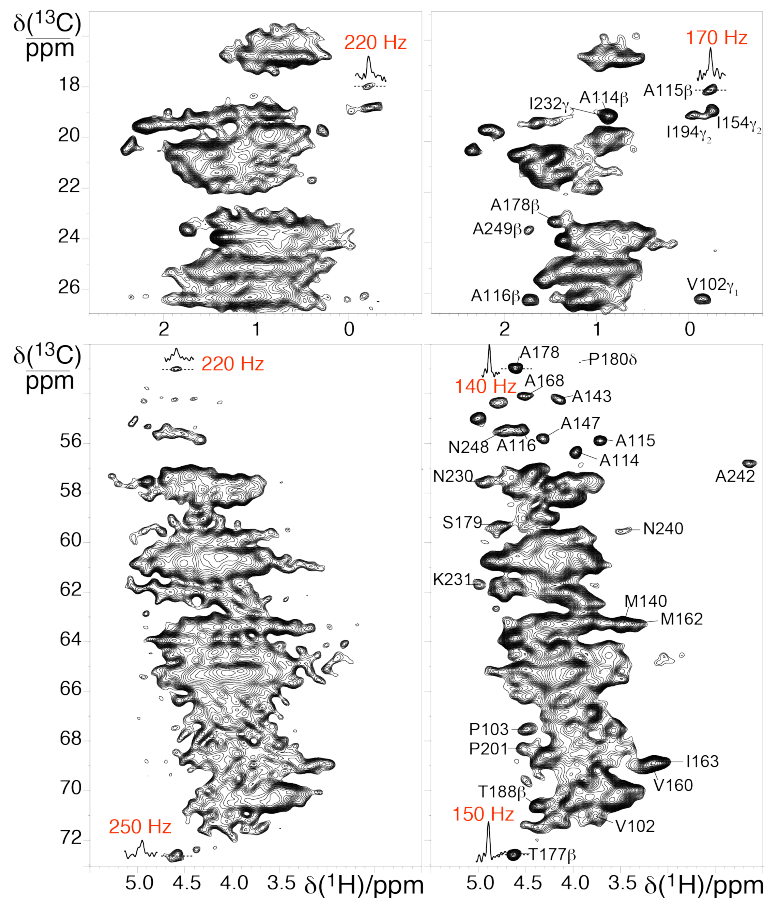 δ(¹³C)
ppm
220 Hz
170 Hz
18
20
22
24
26
A115β
I232γ₂
A114β
I194γ₂
I154γ₂
A178β
A249β
A116β
V102γ₁
2 1 0
2 1 0
δ(¹³C)
ppm
220 Hz
140 Hz
A178
P180δ
A168
A143
56
58
60
62
64
66
68
70
72
A147
N248
A116
A115
A114
N230
A242
S179
N240
K231
M140
M162
P103
P201
I163
V160
T188β
250 Hz
150 Hz
V102
T177β
5.0 4.5 4.0 3.5 δ(¹H)/ppm
5.0 4.5 4.0 3.5 δ(¹H)/ppm